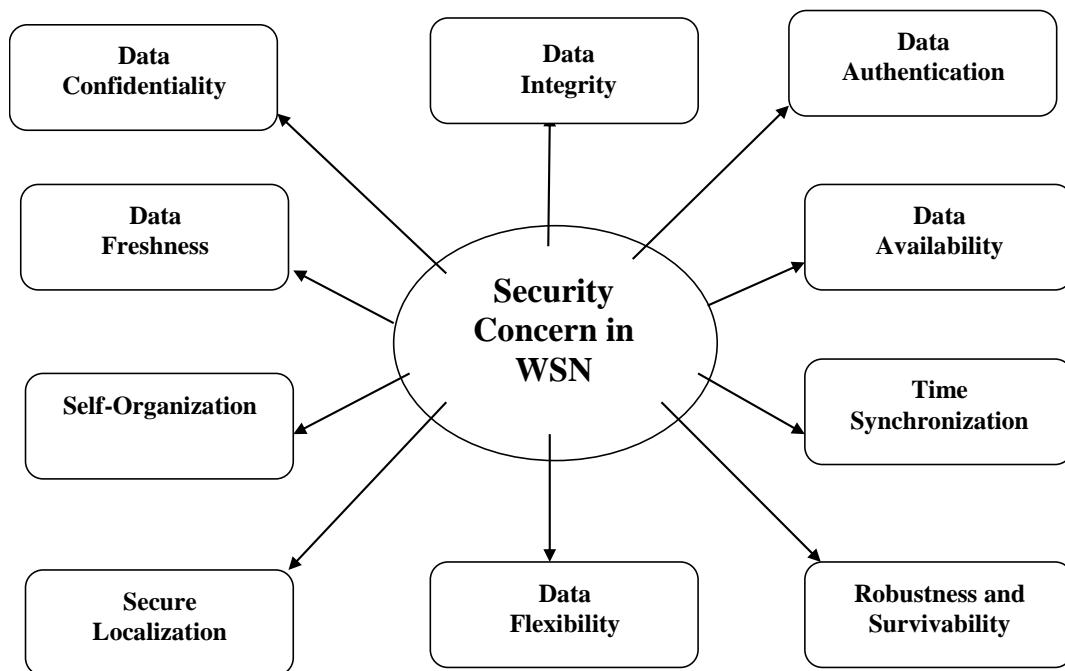 Data
Confidentiality
Data
Integrity
Data
Authentication
Data
Freshness
Security
Concern in
WSN
Data
Availability
Self-Organization
Time
Synchronization
Secure
Localization
Data
Flexibility
Robustness and
Survivability